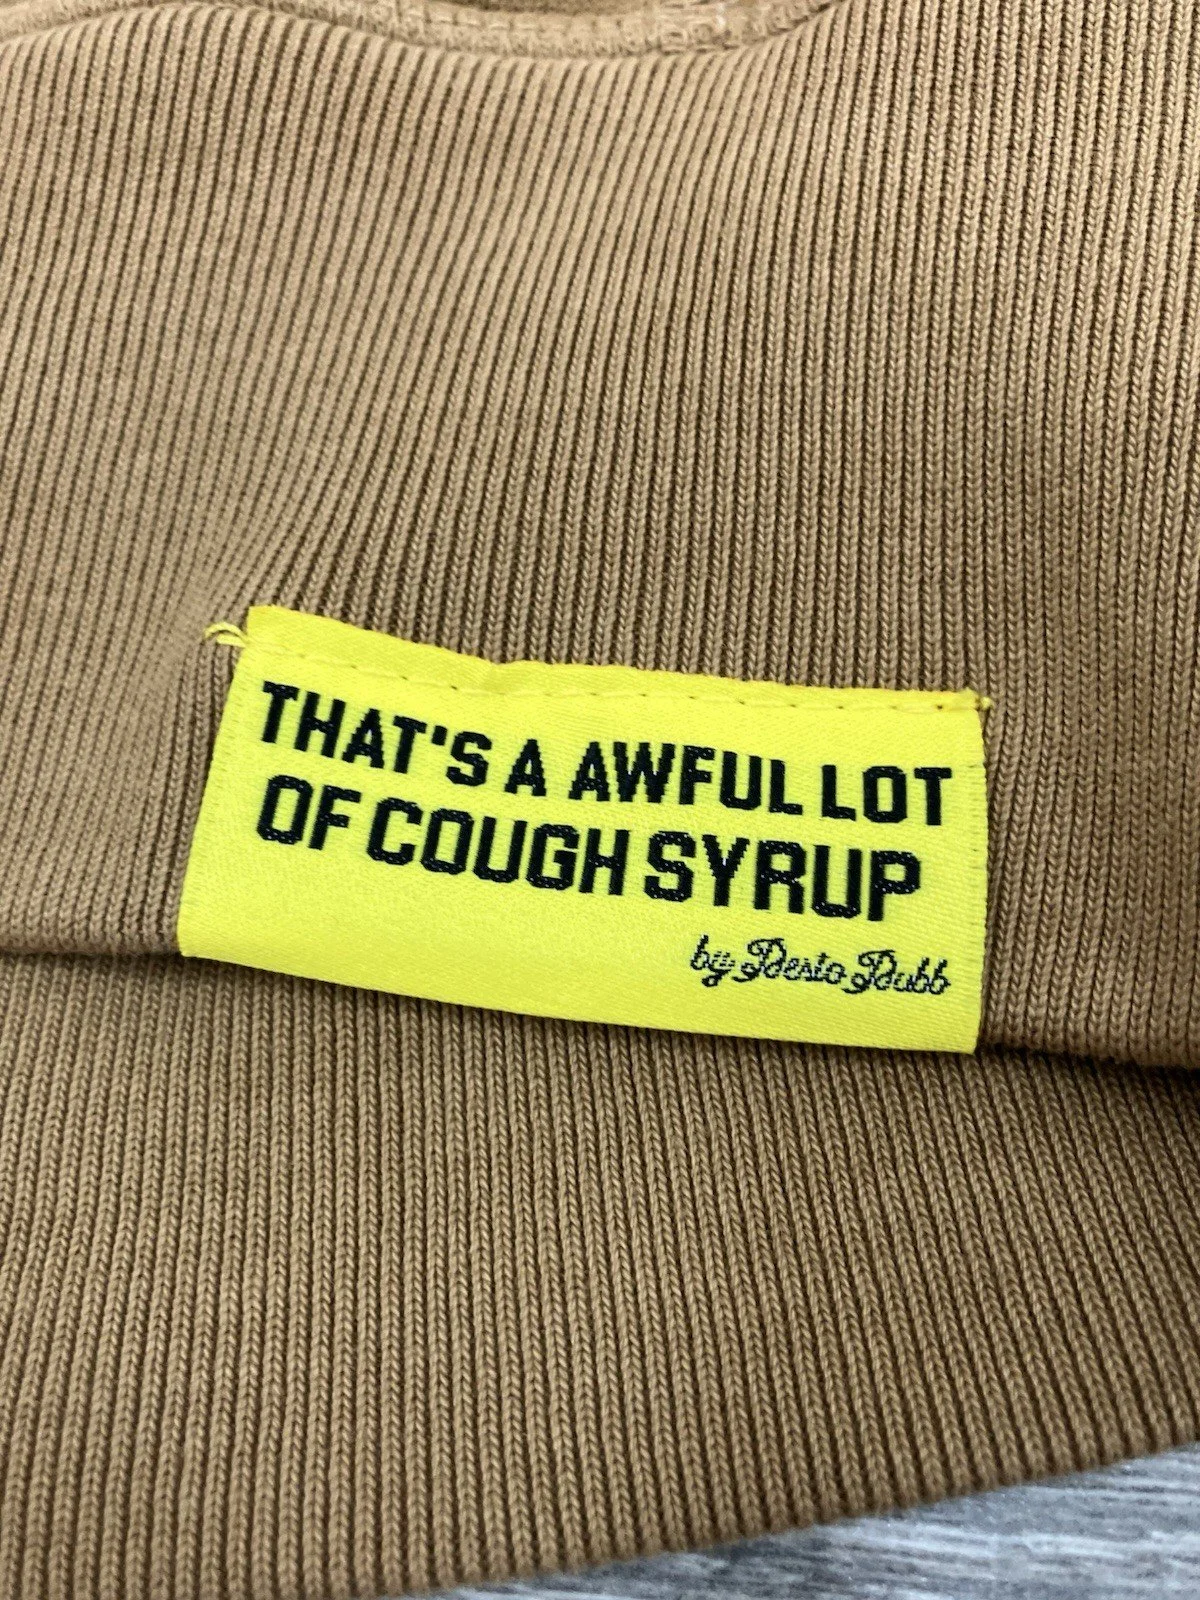 THAT'S A AWFUL LOT
OF COUGH SYRUP
by Desto Dubb